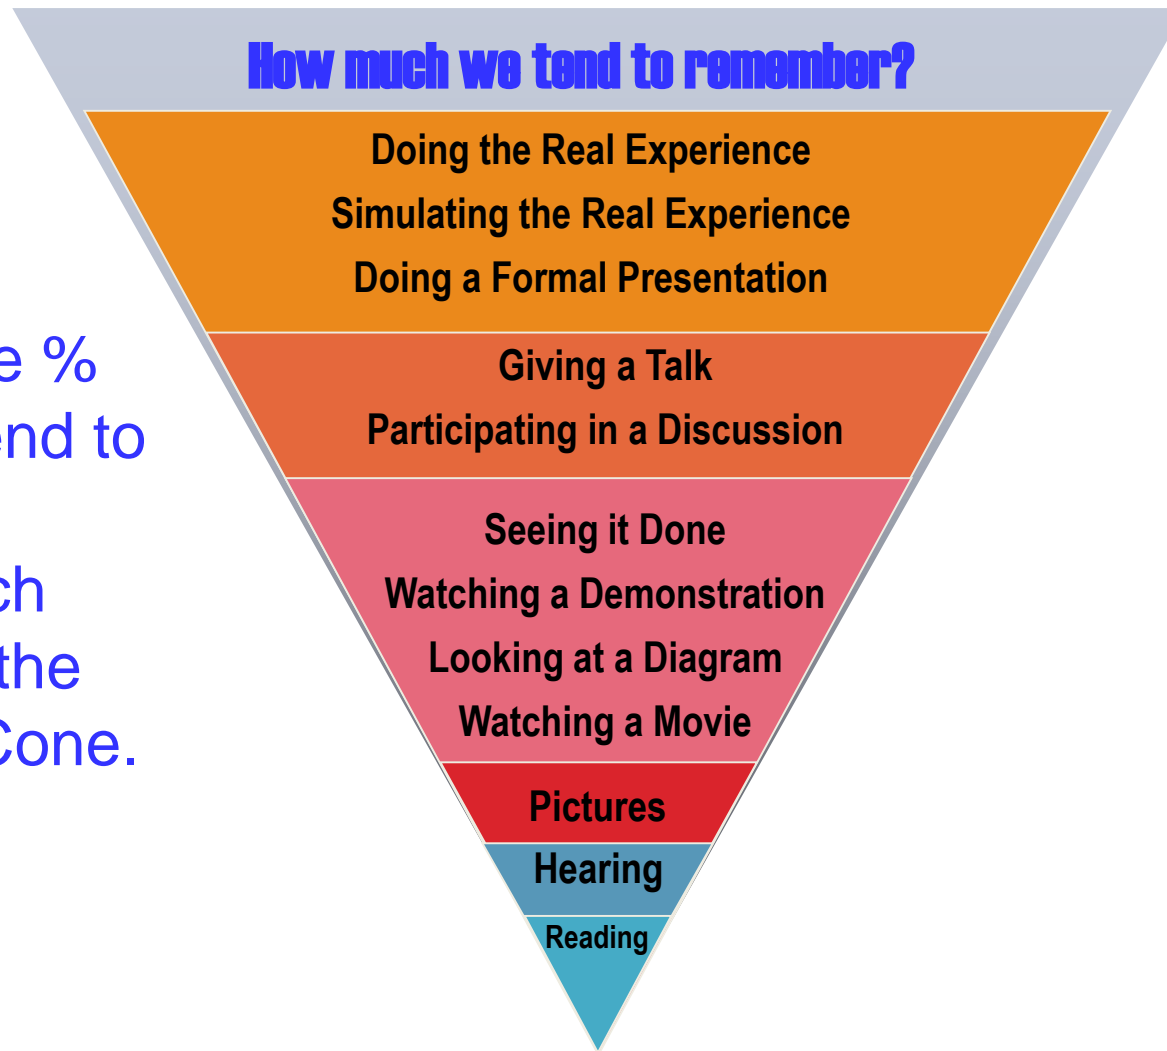 How much we tend to remember?
Doing the Real Experience
Simulating the Real Experience
Doing a Formal Presentation
Giving a Talk
Participating in a Discussion
Seeing it Done
Watching a Demonstration
Looking at a Diagram
Watching a Movie
Pictures
Hearing
Reading
%
to
the
Cone.